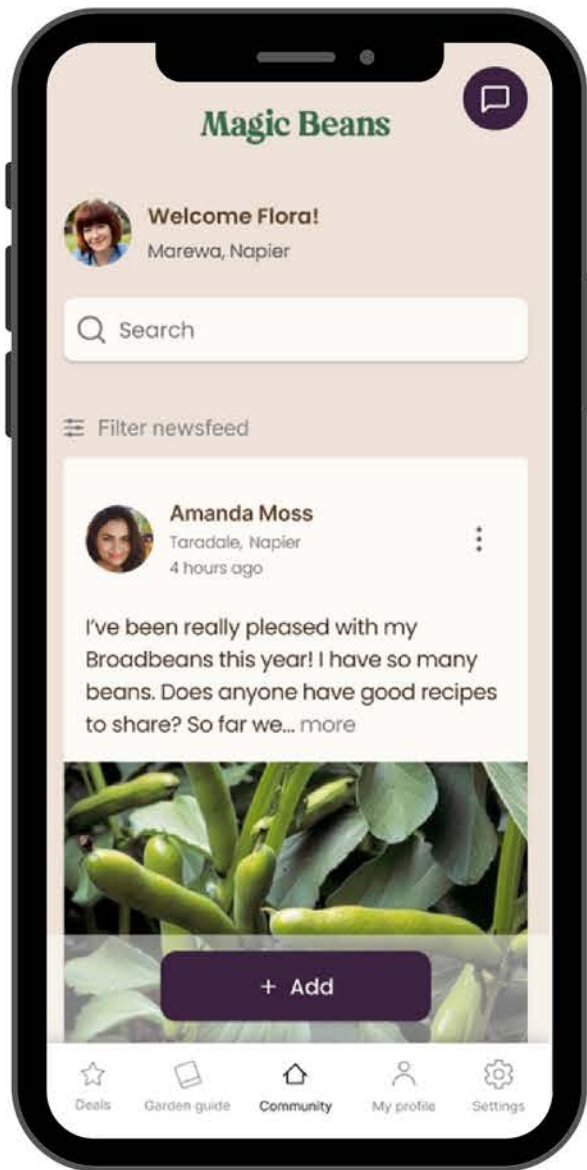 Magic Beans
Welcome Flora!
Marewa, Napier
Search
Filter newsfeed
Amanda Moss
Taradale, Napier
4 hours ago
I've been really pleased with my
Broadbeans this year! I have so many
beans. Does anyone have good recipes
to share? So far we... more
+ Add
Deals
Garden guide
Community
My profile
Settings